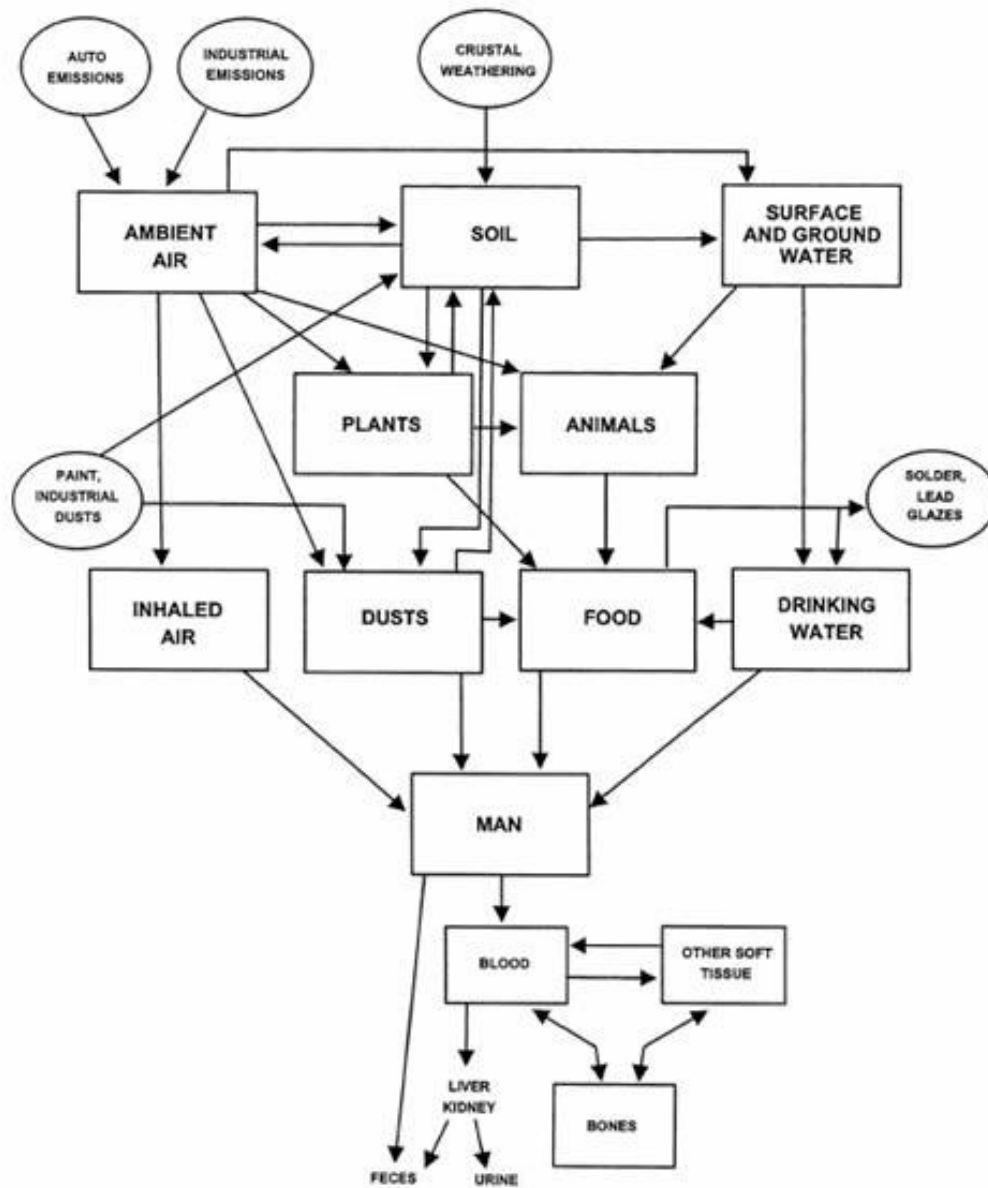 AUTO
EMISSIONS
INDUSTRIAL
EMISSIONS
CRUSTAL
WEATHERING
AMBIENT
AIR
SOIL
SURFACE
AND GROUND
WATER
PLANTS
ANIMALS
PAINT,
INDUSTRIAL
DUSTS
SOLDER,
LEAD
GLAZES
INHALED
AIR
DUSTS
FOOD
DRINKING
WATER
MAN
BLOOD
OTHER SOFT
TISSUE
LIVER
KIDNEY
BONES
FECES
URINE